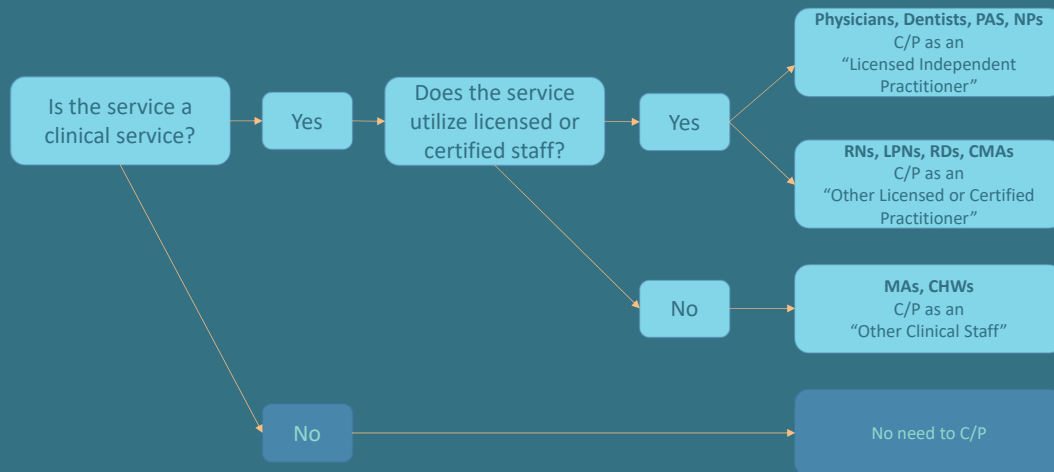 Is the service a
clinical service?
Yes
Does the service
utilize licensed or
certified staff?
Yes
Physicians, Dentists, PAS, NPs
C/P as an
“Licensed Independent
Practitioner”
RNs, LPNs, RDs, CMAs
C/P as an
“Other Licensed or Certified
Practitioner”
No
MAs, CHWs
C/P as an
“Other Clinical Staff”
No
No need to C/P